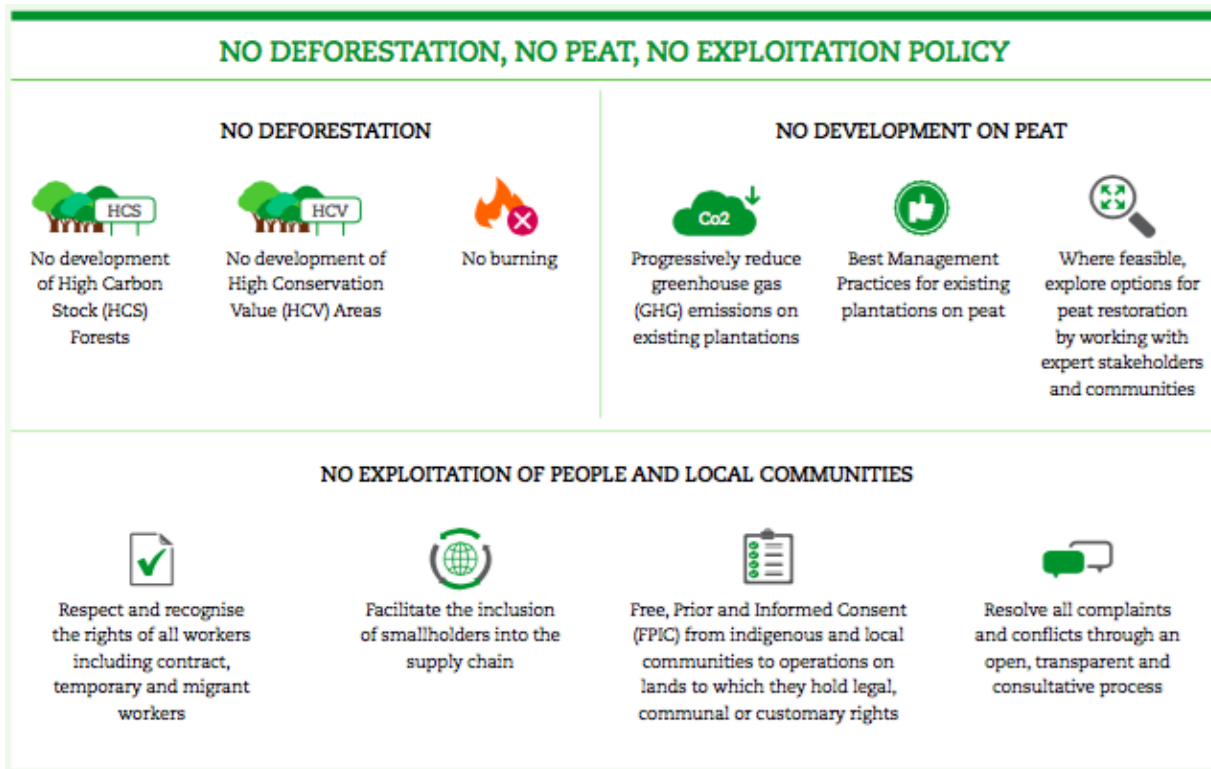 NO DEFORESTATION, NO PEAT, NO EXPLOITATION POLICY
NO DEFORESTATION
HCS
No development
of High Carbon
Stock (HCS)
Forests
HCV
No development of
High Conservation
Value (HCV) Areas
No burning
NO DEVELOPMENT ON PEAT
Co2
Progressively reduce
greenhouse gas
(GHG) emissions on
existing plantations
Best Management
Practices for existing
plantations on peat
Where feasible,
explore options for
peat restoration
by working with
expert stakeholders
and communities
NO EXPLOITATION OF PEOPLE AND LOCAL COMMUNITIES
Respect and recognise
the rights of all workers
including contract,
temporary and migrant
workers
Facilitate the inclusion
of smallholders into the
supply chain
Free, Prior and Informed Consent
(FPIC) from indigenous and local
communities to operations on
lands to which they hold legal,
communal or customary rights
Resolve all complaints
and conflicts through an
open, transparent and
consultative process